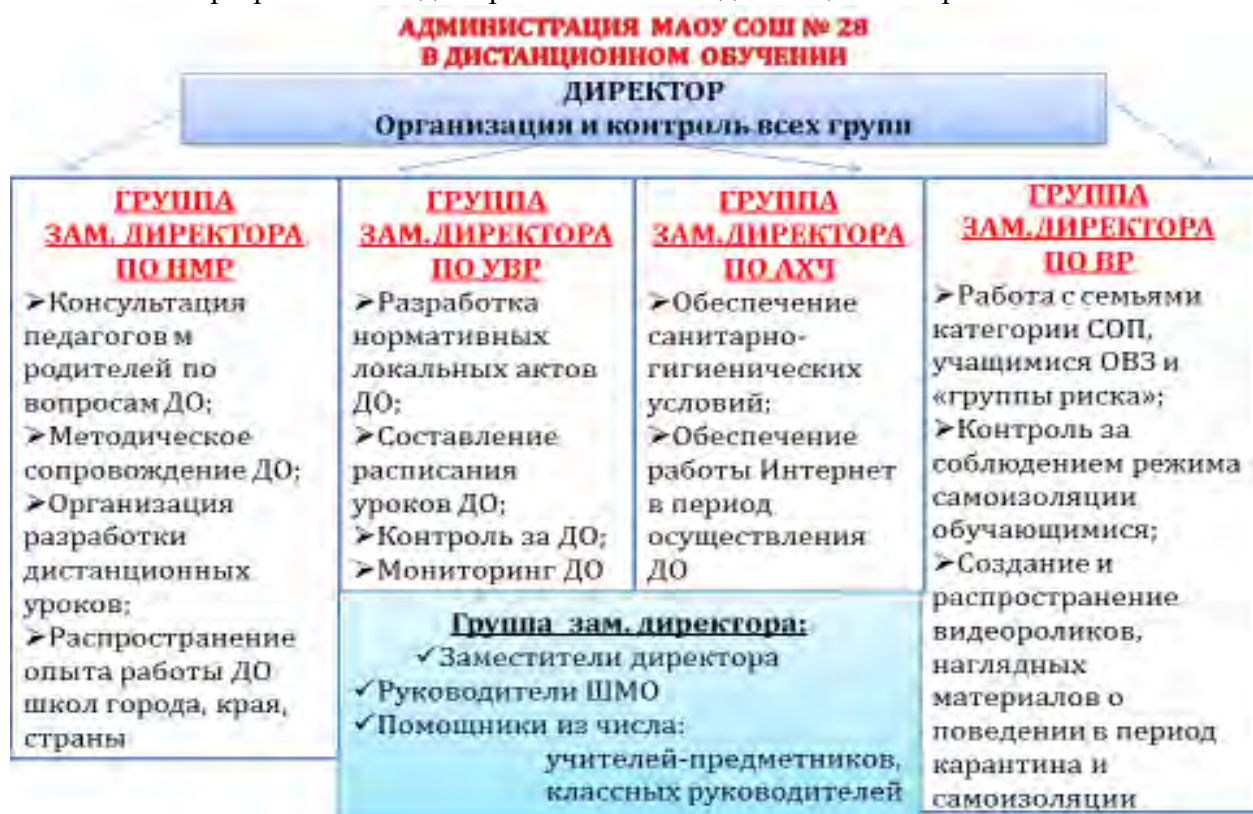 АДМИНИСТРАЦИЯ МАОУ СОШ № 28
В ДИСТАНЦИОННОМ ОБУЧЕНИИ
ДИРЕКТОР
Организация и контроль всех групп
ГРУППА
ЗАМ. ДИРЕКТОРА
ПО НМР
➢Консультация
педагогов м
родителей по
вопросам ДО;
➢Методическое
сопровождение ДО;
➢Организация
разработки
дистанционных
уроков;
➢Распространение
опыта работы ДО
школ города, края,
страны
ГРУППА
ЗАМ.ДИРЕКТОРА
ПО УВР
➢Разработка
нормативных
локальных актов
ДО;
➢Составление
расписания
уроков ДО;
➢Контроль за ДО;
➢Мониторинг ДО
ГРУППА
ЗАМ.ДИРЕКТОРА
ПО АХЧ
➢Обеспечение
санитарно-
гигиенических
условий;
➢Обеспечение
работы Интернет
в период
осуществления
ДО
ГРУППА
ЗАМ.ДИРЕКТОРА
ПО ВР
➢Работа с семьями
категории СОП,
учащимися ОВЗ и
«группы риска»;
➢Контроль за
соблюдением режима
самоизоляции
обучающимися;
➢Создание и
распространение
видеороликов,
наглядных
материалов о
поведении в период
карантина и
самоизоляции
Группа зам. директора:
✓Заместители директора
✓Руководители ШМО
✓Помощники из числа:
учителей-предметников,
классных руководителей